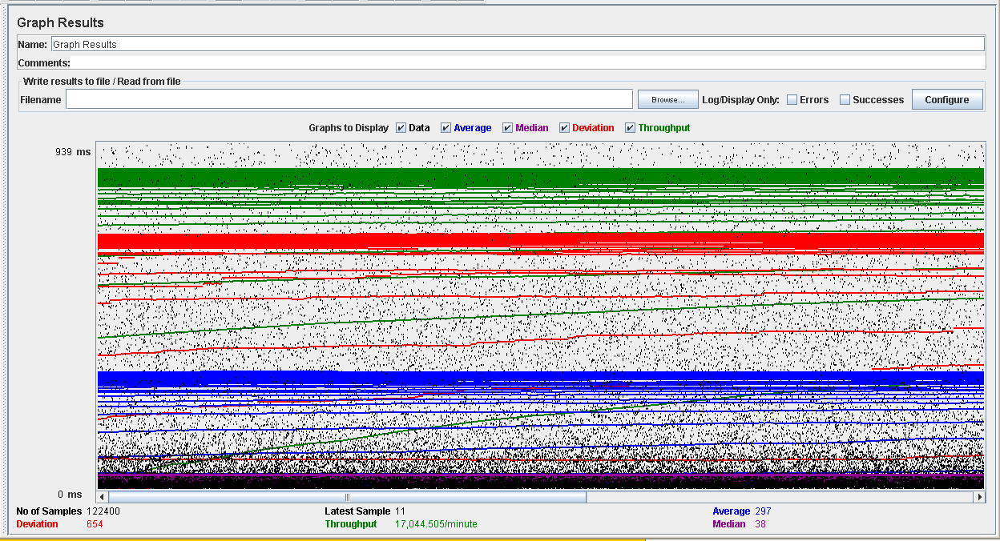 Graph Results
Name: Graph Results
Comments:
Write results to file / Read from file
Filename Browse... Log/Display Only: Errors Successes Configure
Graphs to Display Data Average Median Deviation Throughput
939 ms
0 ms
No of Samples 122400 Latest Sample 11 Average 297
Deviation 654 Throughput 17,044.505/minute Median 38